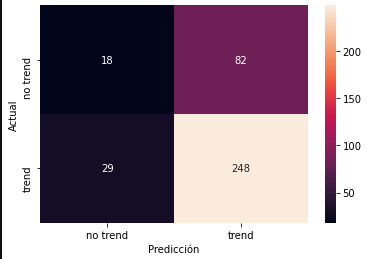 18
82
29
248
no trend
trend
Actual
no trend
trend
Predicción
200
150
100
50